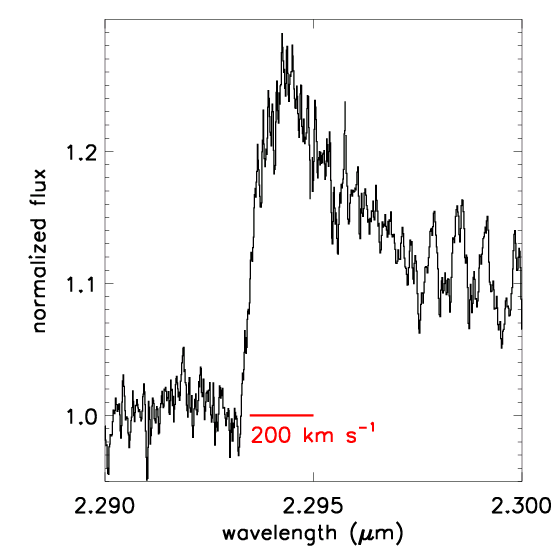 normalized flux
1.2
1.1
1.0
200 km s⁻¹
2.290 2.295 2.300
wavelength (μm)